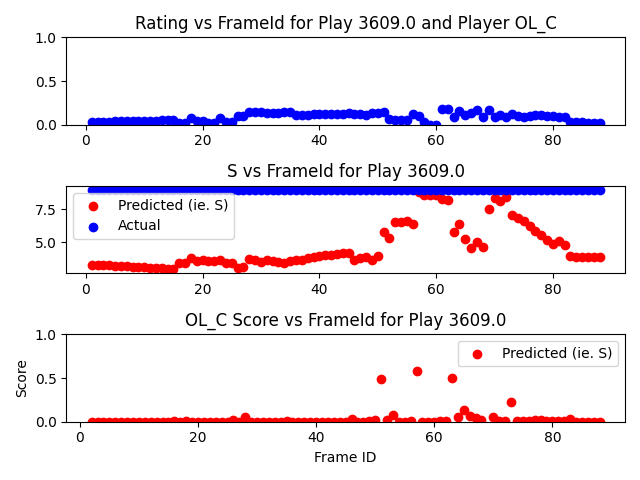 Rating vs FrameId for Play 3609.0 and Player OL_C
1.0
0.5
0.0
0 20 40 60 80
S vs FrameId for Play 3609.0
7.5
5.0
Predicted (ie. S)
Actual
0 20 40 60 80
OL_C Score vs FrameId for Play 3609.0
1.0
0.5
0.0
Score
Predicted (ie. S)
0 20 40 60 80
Frame ID